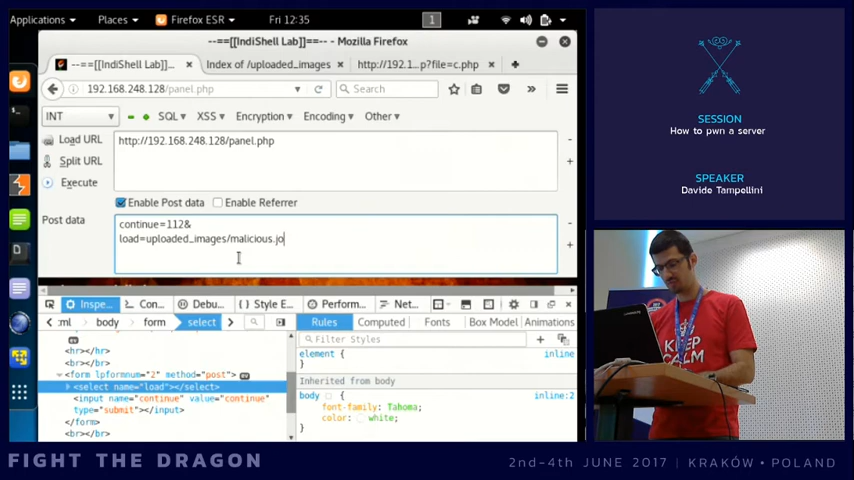 Applications Places Firefox ESR Fri 12:35 1
--==[[IndiShell Lab]]==-- - Mozilla Firefox
--==[[IndiShell Lab]... × Index of /uploaded_images × http://192.1...p?file=c.php ×
192.168.248.128/panel.php Search
INT SQL XSS Encryption Encoding Other
Load URL http://192.168.248.128/panel.php
Split URL
Execute
Enable Post data Enable Referrer
Post data continue=112&
load=uploaded_images/malicious.jo
Inspe... Con... Debu... Style E... Perform... Net...
:ml body form select Rules Computed Fonts Box Model Animations
Filter Styles
<hr></hr>
<br></br>
<form lpformnum="2" method="post"> ev
<select name="load"></select>
<input name="continue" value="continue"
type="submit"></input>
</form>
<br></br>
element { inline
}
Inherited from body
body { inline:2
font-family: Tahoma;
color: white;
}
SESSION
How to pwn a server
SPEAKER
Davide Tampellini
KEEP
CALM
FIGHT THE DRAGON
2nd-4th JUNE 2017 | KRAKÓW • POLAND